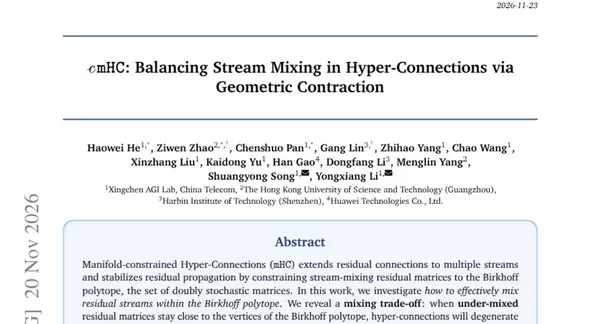 2026-11-23
cmHC: Balancing Stream Mixing in Hyper-Connections via
Geometric Contraction
Haowei He1,*, Ziwen Zhao2,*,†, Chenshuo Pan1,*, Gang Lin3,†, Zhihao Yang1, Chao Wang1,
Xinzhang Liu1, Kaidong Yu1, Han Gao4, Dongfang Li3, Menglin Yang2,
Shuangyong Song1,✉, Yongxiang Li1,✉
1Xingchen AGI Lab, China Telecom, 2The Hong Kong University of Science and Technology (Guangzhou),
3Harbin Institute of Technology (Shenzhen), 4Huawei Technologies Co., Ltd.
Abstract
Manifold-constrained Hyper-Connections (mHC) extends residual connections to multiple streams
and stabilizes residual propagation by constraining stream-mixing residual matrices to the Birkhoff
polytope, the set of doubly stochastic matrices. In this work, we investigate how to effectively mix
residual streams within the Birkhoff polytope. We reveal a mixing trade-off: when under-mixed
residual matrices stay close to the vertices of the Birkhoff polytope, hyper-connections will degenerate
G] 20 Nov 2026